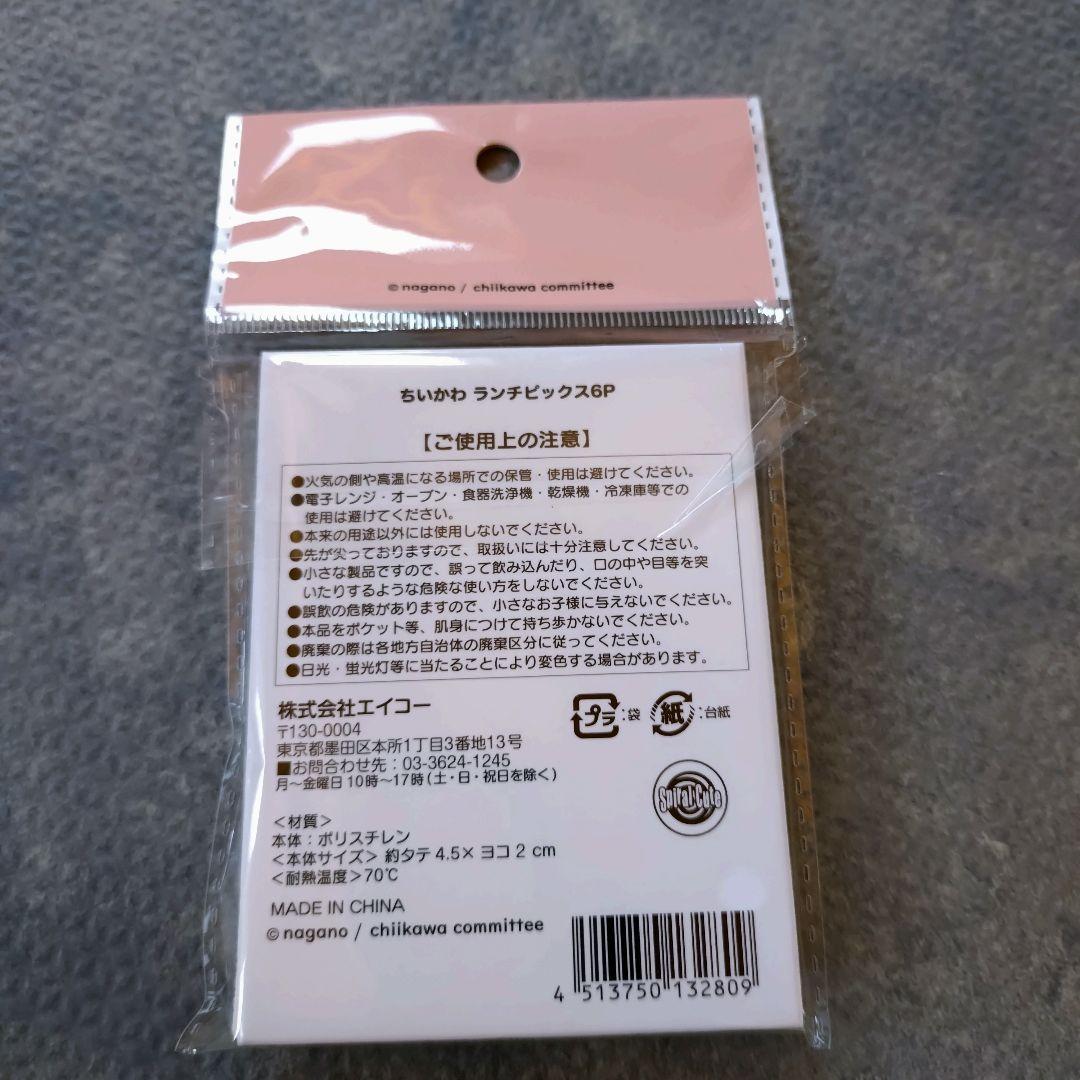 © nagano / chiikawa committee
ちいかわ ランチピックス6P
【ご使用上の注意】
●火気の側や高温になる場所での保管・使用は避けてください。
●電子レンジ・オーブン・食器洗浄機・乾燥機・冷凍庫等での
使用は避けてください。
●本来の用途以外には使用しないでください。
●先が尖っておりますので、取扱いには十分注意してください。
●小さな製品ですので、誤って飲み込んだり、口の中や目等を突
いたりするような危険な使い方をしないでください。
●誤飲の危険がありますので、小さなお子様に与えないでください。
●本品をポケット等、肌身につけて持ち歩かないでください。
●廃棄の際は各地方自治体の廃棄区分に従ってください。
●日光・蛍光灯等に当たることにより変色する場合があります。
株式会社エイコー
〒130-0004
東京都墨田区本所1丁目3番地13号
■お問合わせ先：03-3624-1245
月～金曜日10時～17時(土・日・祝日を除く)
プラ：袋
紙：台紙
Spiral Cute
＜材質＞
本体：ポリスチレン
＜本体サイズ＞約タテ 4.5× ヨコ 2 cm
＜耐熱温度＞70℃
MADE IN CHINA
© nagano / chiikawa committee
4 513750 132809